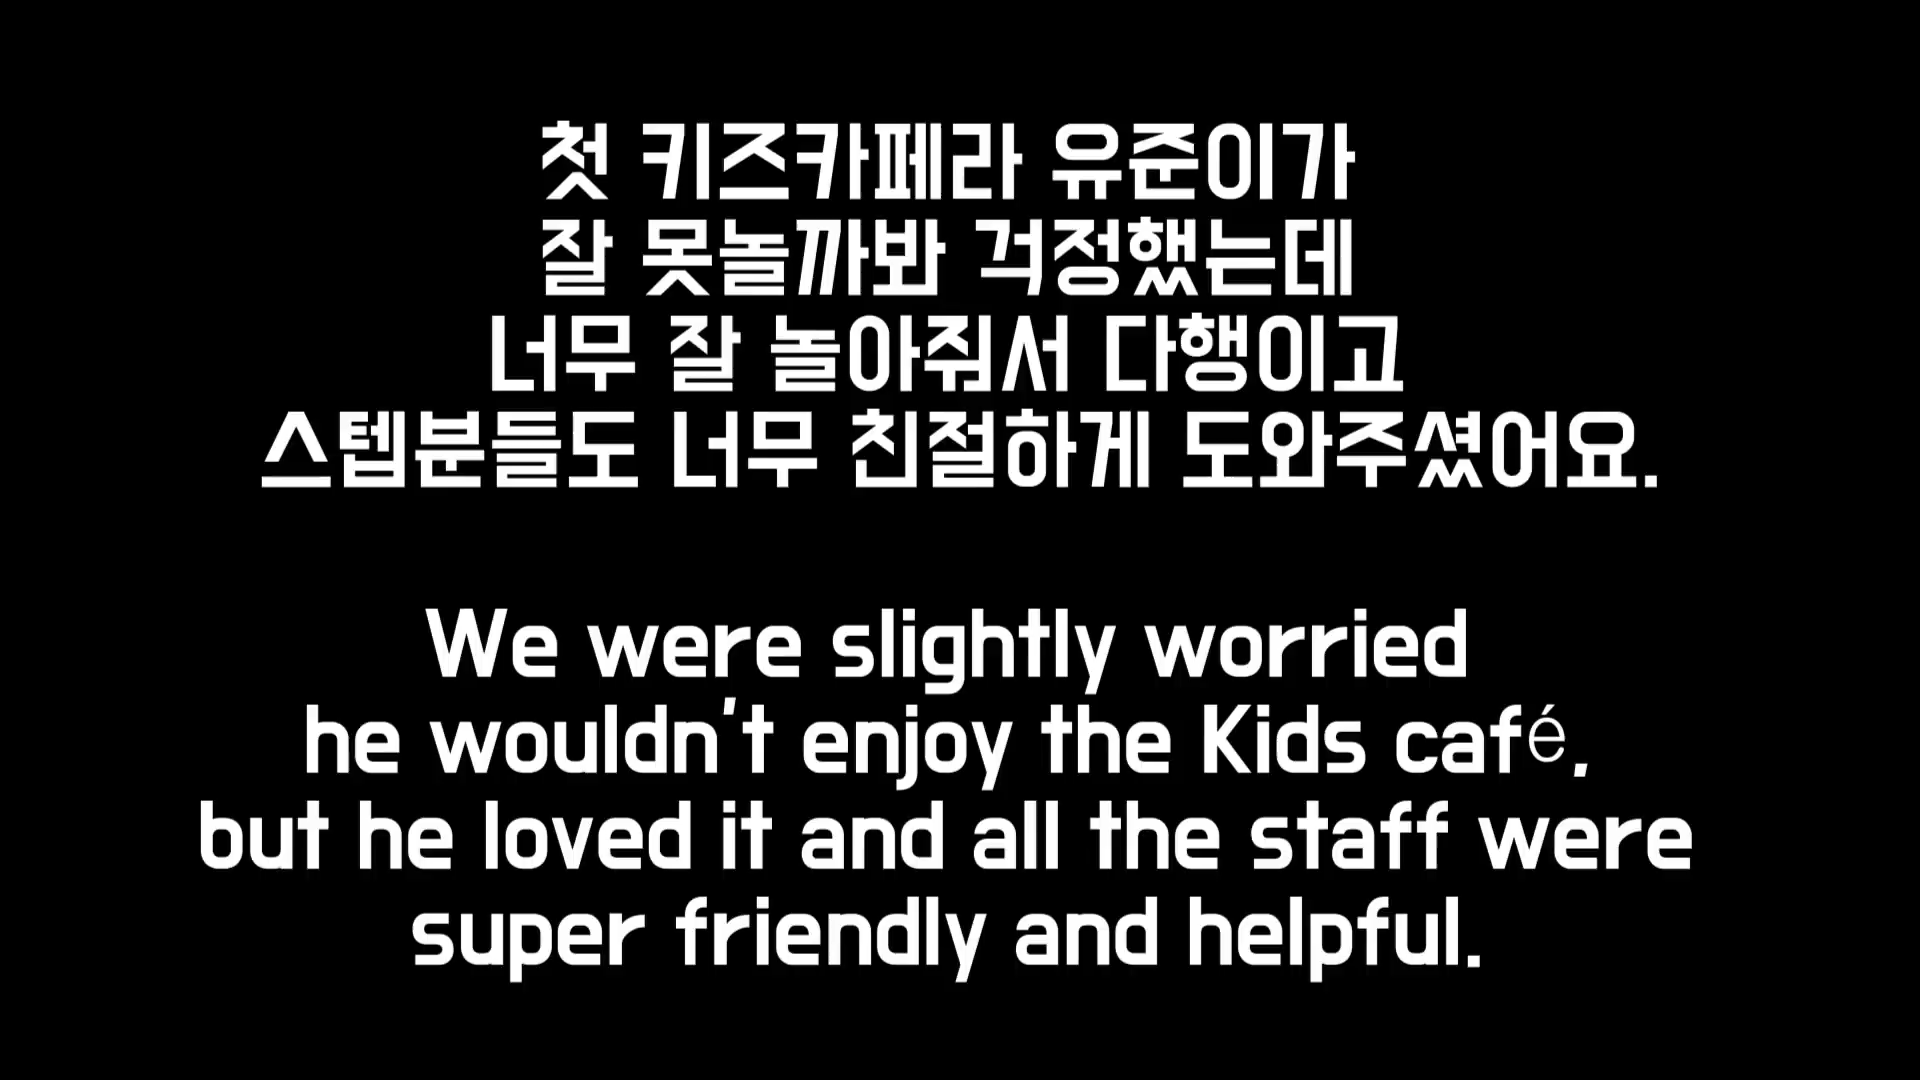 첫 키즈카페라 유준이가
잘 못놀까봐 걱정했는데
너무 잘 놀아줘서 다행이고
스텝분들도 너무 친절하게 도와주셨어요.
We were slightly worried
he wouldn't enjoy the Kids café,
but he loved it and all the staff were
super friendly and helpful.